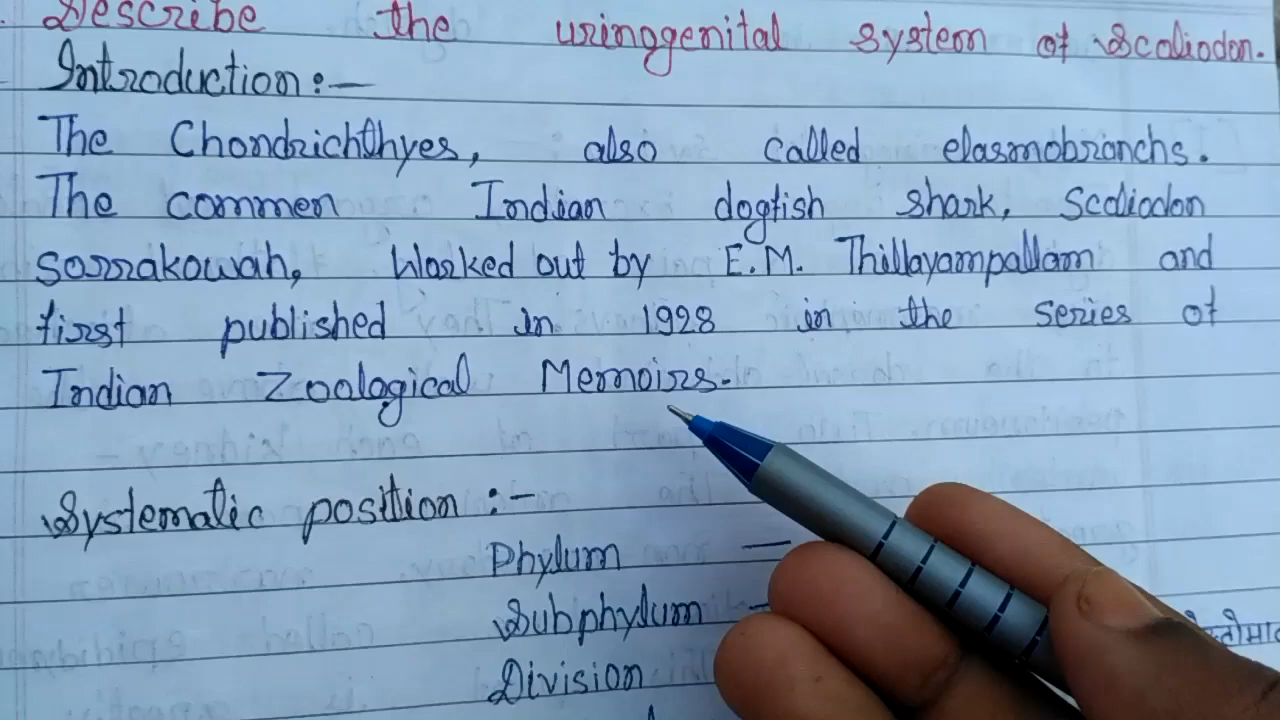 Describe the uringgenital system of Scoliodon.
Introduction :—
The Chondrichthyes, also called elasmobranchs.
The commen Indian dogfish shark, Scoliodon
sorrakowah, Worked out by E.M. Thillayampallam and
first published in 1928 in the series of
Indian Zoological Memoirs.
Systematic position :-
Phylum =
Subphylum -
Division